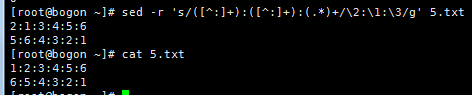 [root@bogon ~]# sed -r 's/([^:]+):([^:]+):(.*)+/\2:\1:\3/g' 5.txt
2:1:3:4:5:6
5:6:4:3:2:1
[root@bogon ~]# cat 5.txt
1:2:3:4:5:6
6:5:4:3:2:1
[root@bogon ~]#